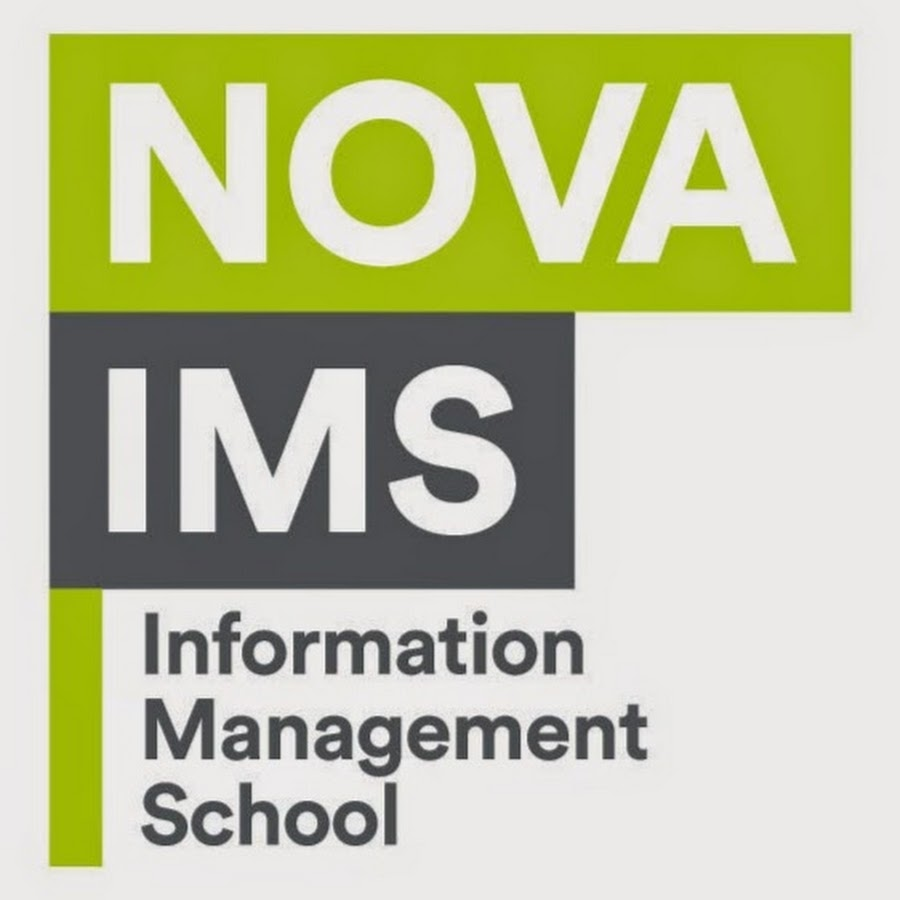 NOVA
IMS
Information
Management
School